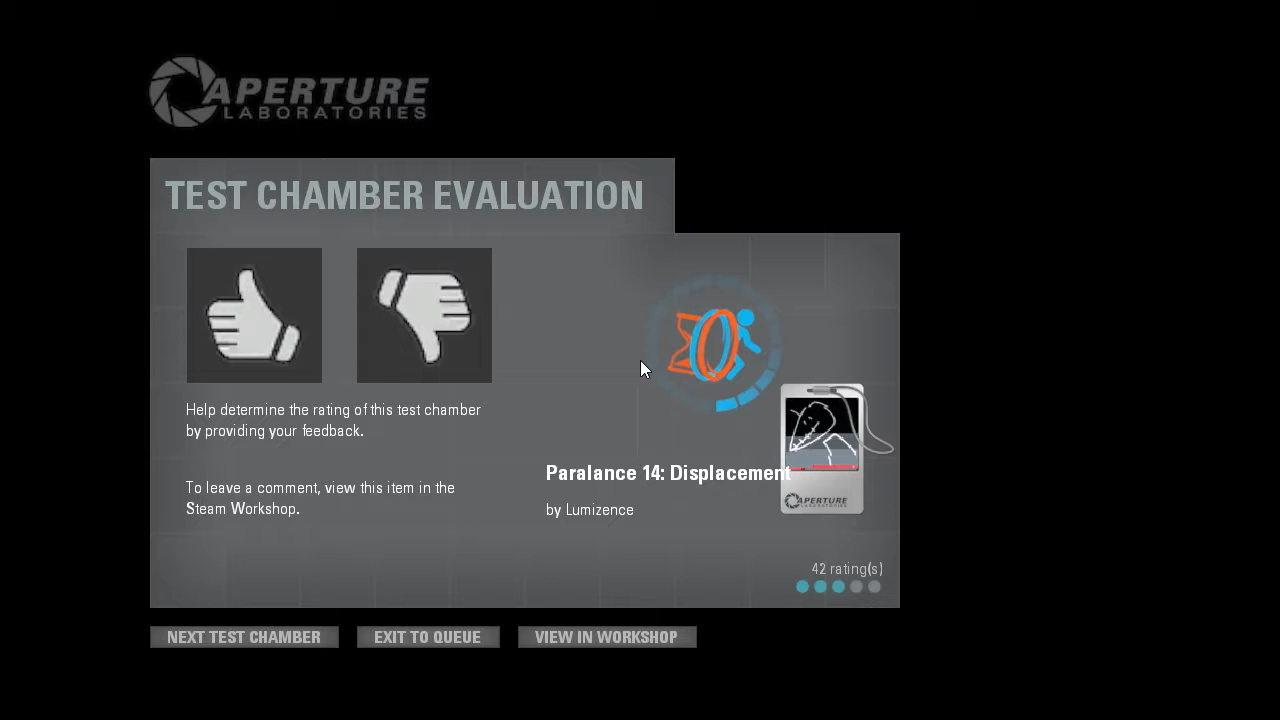 APERTURE
LABORATORIES
TEST CHAMBER EVALUATION
Help determine the rating of this test chamber
by providing your feedback.
To leave a comment, view this item in the
Steam Workshop.
Paralance 14: Displacement
by Lumizence
APERTURE
LABORATORIES
42 rating(s)
NEXT TEST CHAMBER
EXIT TO QUEUE
VIEW IN WORKSHOP